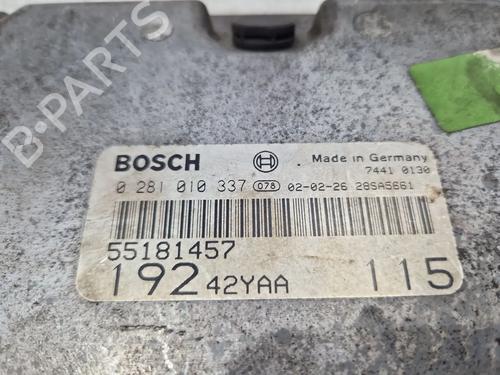 B-PARTS
BOSCH Made in Germany
7441 0130
0 281 010 337 078 02-02-26 28SA5661
55181457
192 42YAA 115